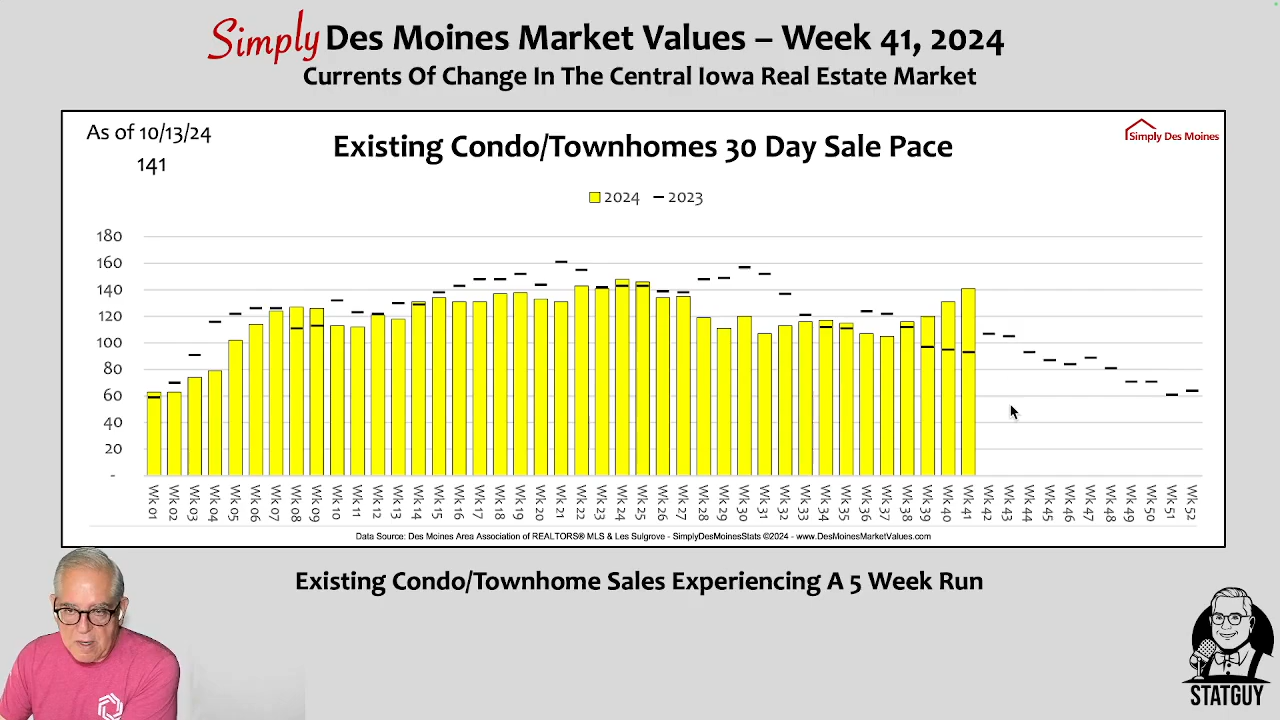 Simply Des Moines Market Values – Week 41, 2024
Currents Of Change In The Central Iowa Real Estate Market
As of 10/13/24
141
Existing Condo/Townhomes 30 Day Sale Pace
Simply Des Moines
2024 2023
180
160
140
120
100
80
60
40
20
-
Wk 01 Wk 02 Wk 03 Wk 04 Wk 05 Wk 06 Wk 07 Wk 08 Wk 09 Wk 10 Wk 11 Wk 12 Wk 13 Wk 14 Wk 15 Wk 16 Wk 17 Wk 18 Wk 19 Wk 20 Wk 21 Wk 22 Wk 23 Wk 24 Wk 25 Wk 26 Wk 27 Wk 28 Wk 29 Wk 30 Wk 31 Wk 32 Wk 33 Wk 34 Wk 35 Wk 36 Wk 37 Wk 38 Wk 39 Wk 40 Wk 41 Wk 42 Wk 43 Wk 44 Wk 45 Wk 46 Wk 47 Wk 48 Wk 49 Wk 50 Wk 51 Wk 52
Data Source: Des Moines Area Association of REALTORS® MLS & Les Sulgrove - SimplyDesMoinesStats ©2024 - www.DesMoinesMarketValues.com
Existing Condo/Townhome Sales Experiencing A 5 Week Run
STATGUY